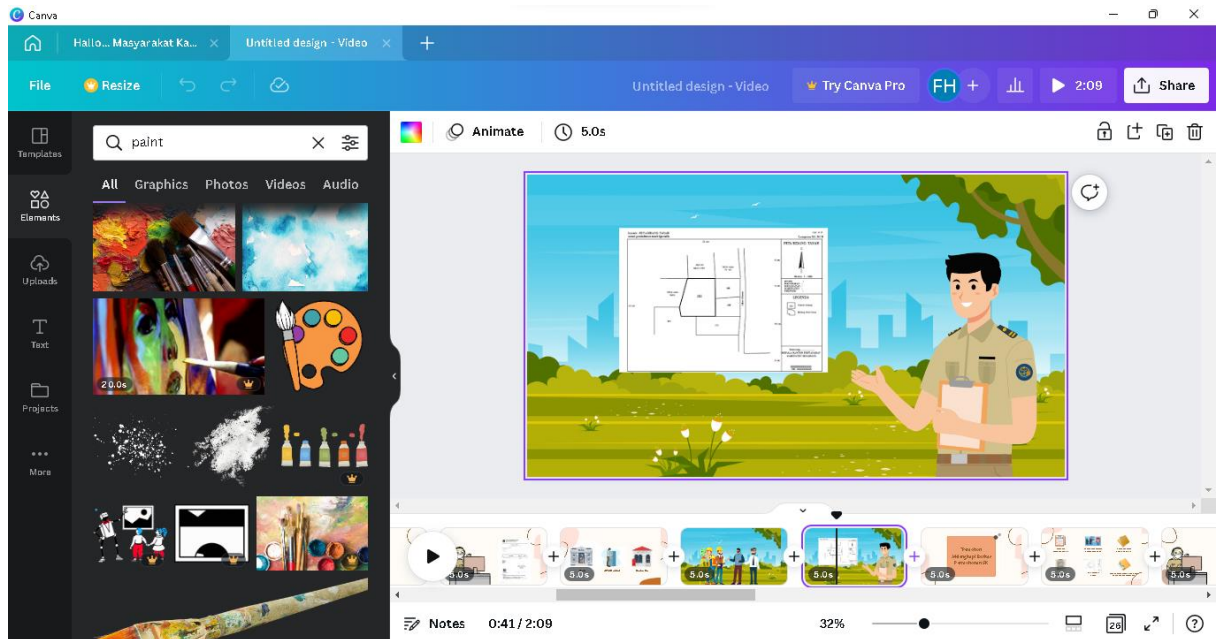 Canva
Hallo... Masyarakat Ka...
Untitled design - Video
File
Resize
Untitled design - Video
Try Canva Pro
FH
2:09
Share
Templates
Elements
Uploads
Text
Projects
More
paint
All Graphics Photos Videos Audio
20.0s
Animate
5.0s
PETA BIDANG TANAH
5.0s
5.0s
5.0s
5.0s
5.0s
5.0s
5.0s
Notes
0:41 / 2:09
32%
26